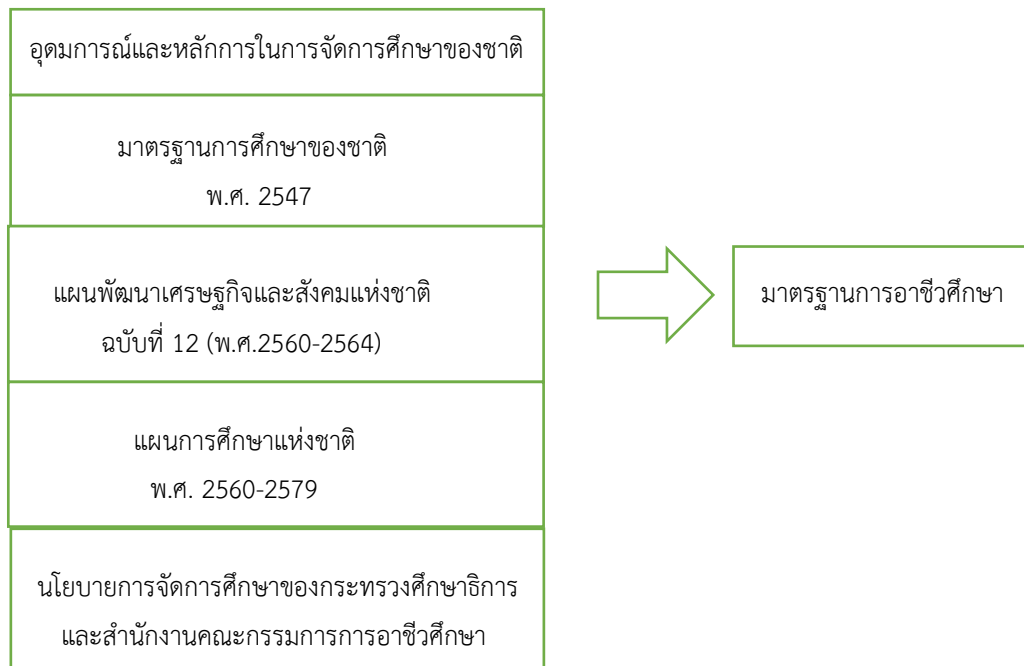 อุดมการณ์และหลักการในการจัดการศึกษาของชาติ
มาตรฐานการศึกษาของชาติ
พ.ศ. 2547
แผนพัฒนาเศรษฐกิจและสังคมแห่งชาติ
ฉบับที่ 12 (พ.ศ.2560-2564)
แผนการศึกษาแห่งชาติ
พ.ศ. 2560-2579
นโยบายการจัดการศึกษาของกระทรวงศึกษาธิการ
และสำนักงานคณะกรรมการการอาชีวศึกษา
มาตรฐานการอาชีวศึกษา